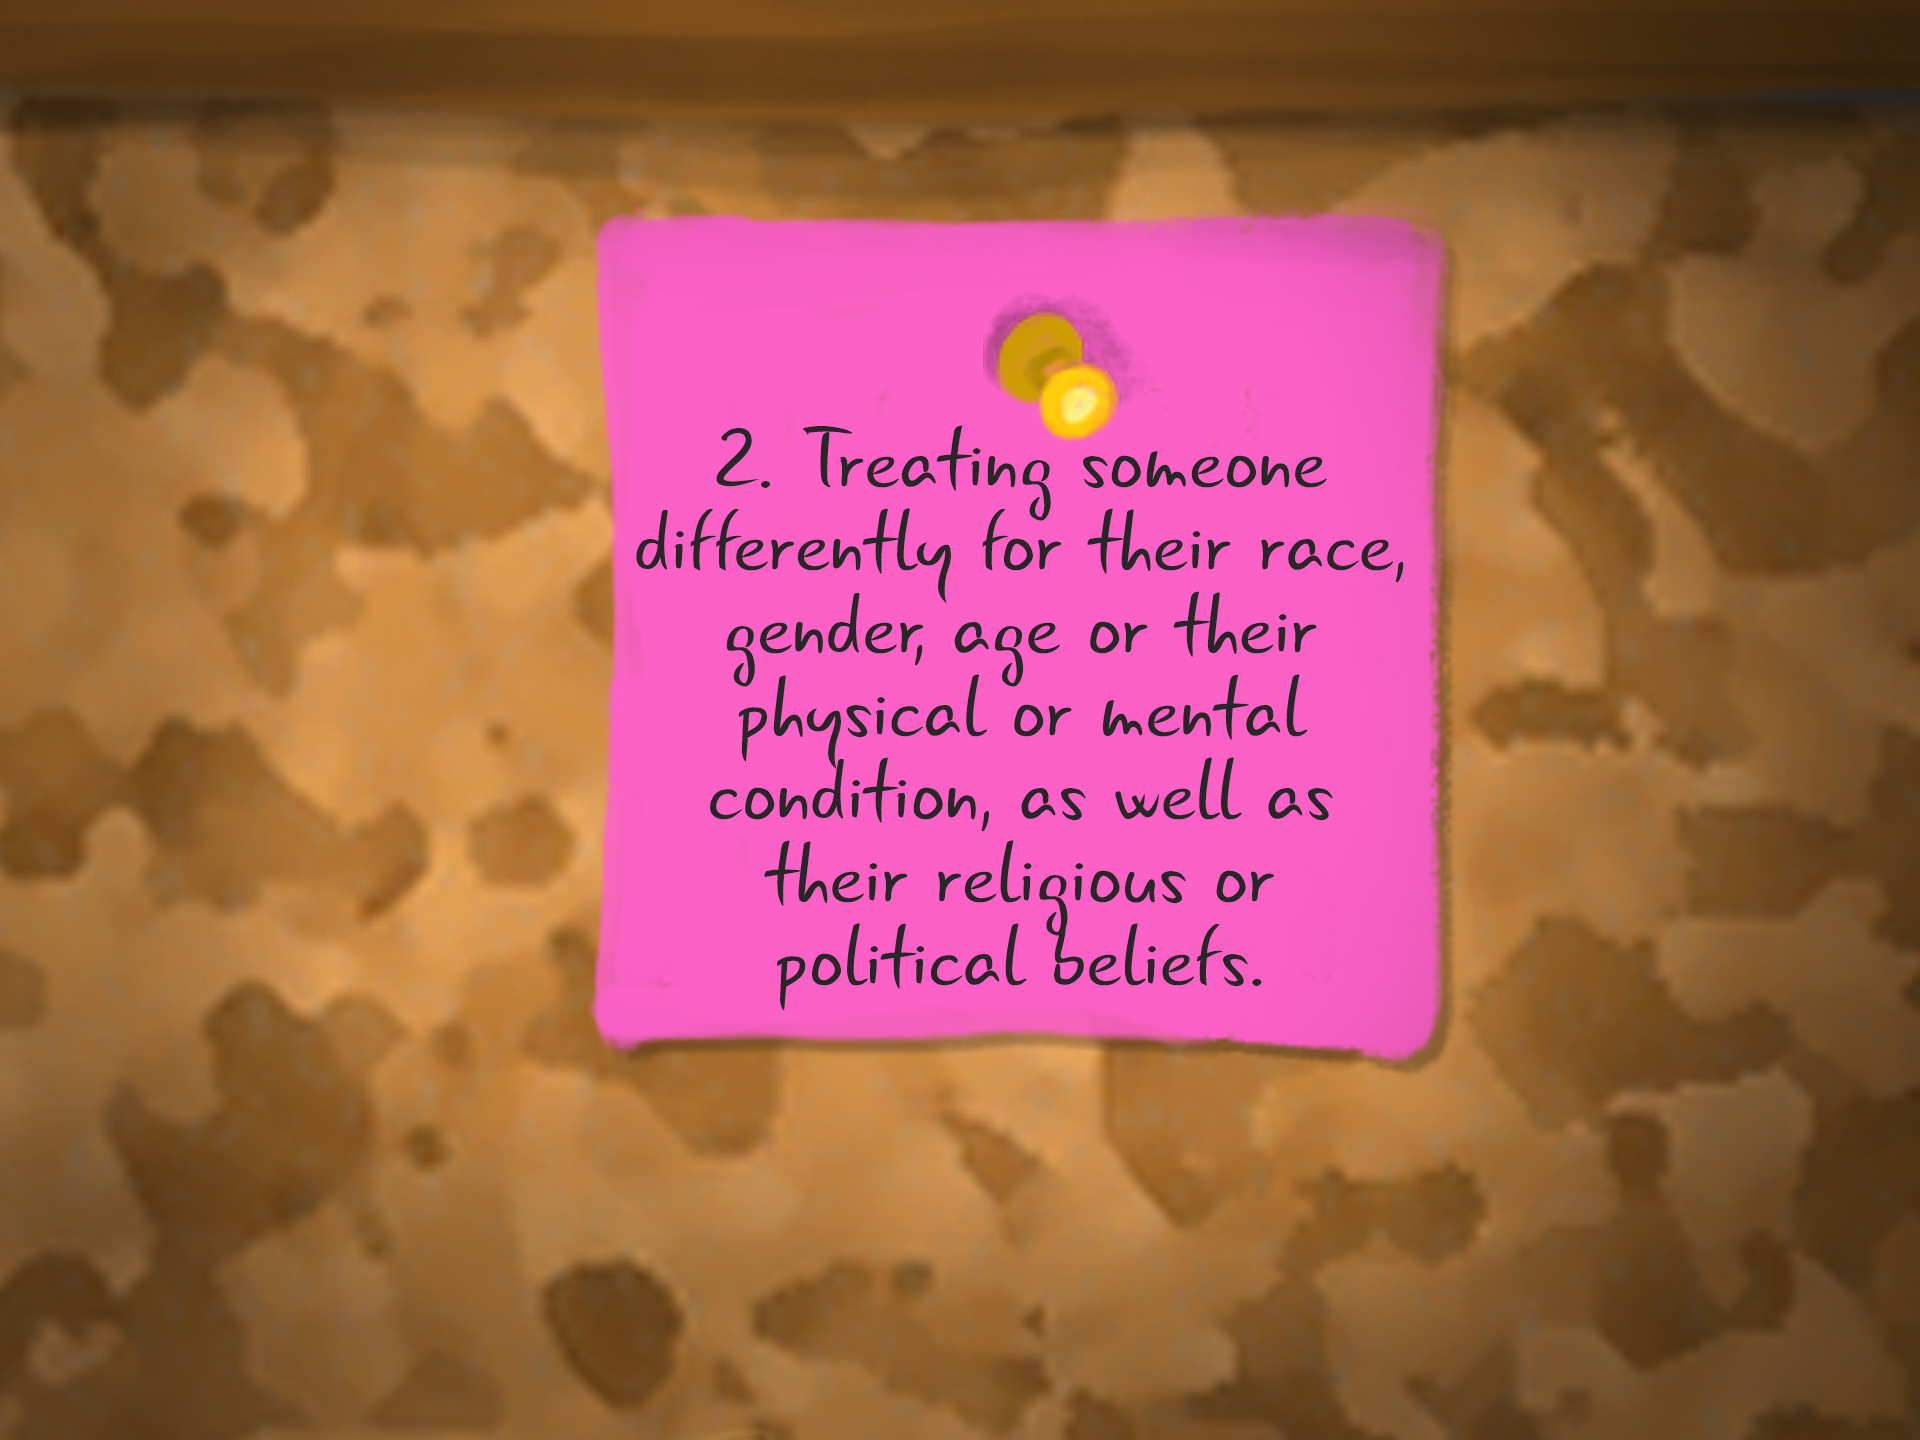 2. Treating someone
differently for their race,
gender, age or their
physical or mental
condition, as well as
their religious or
political beliefs.